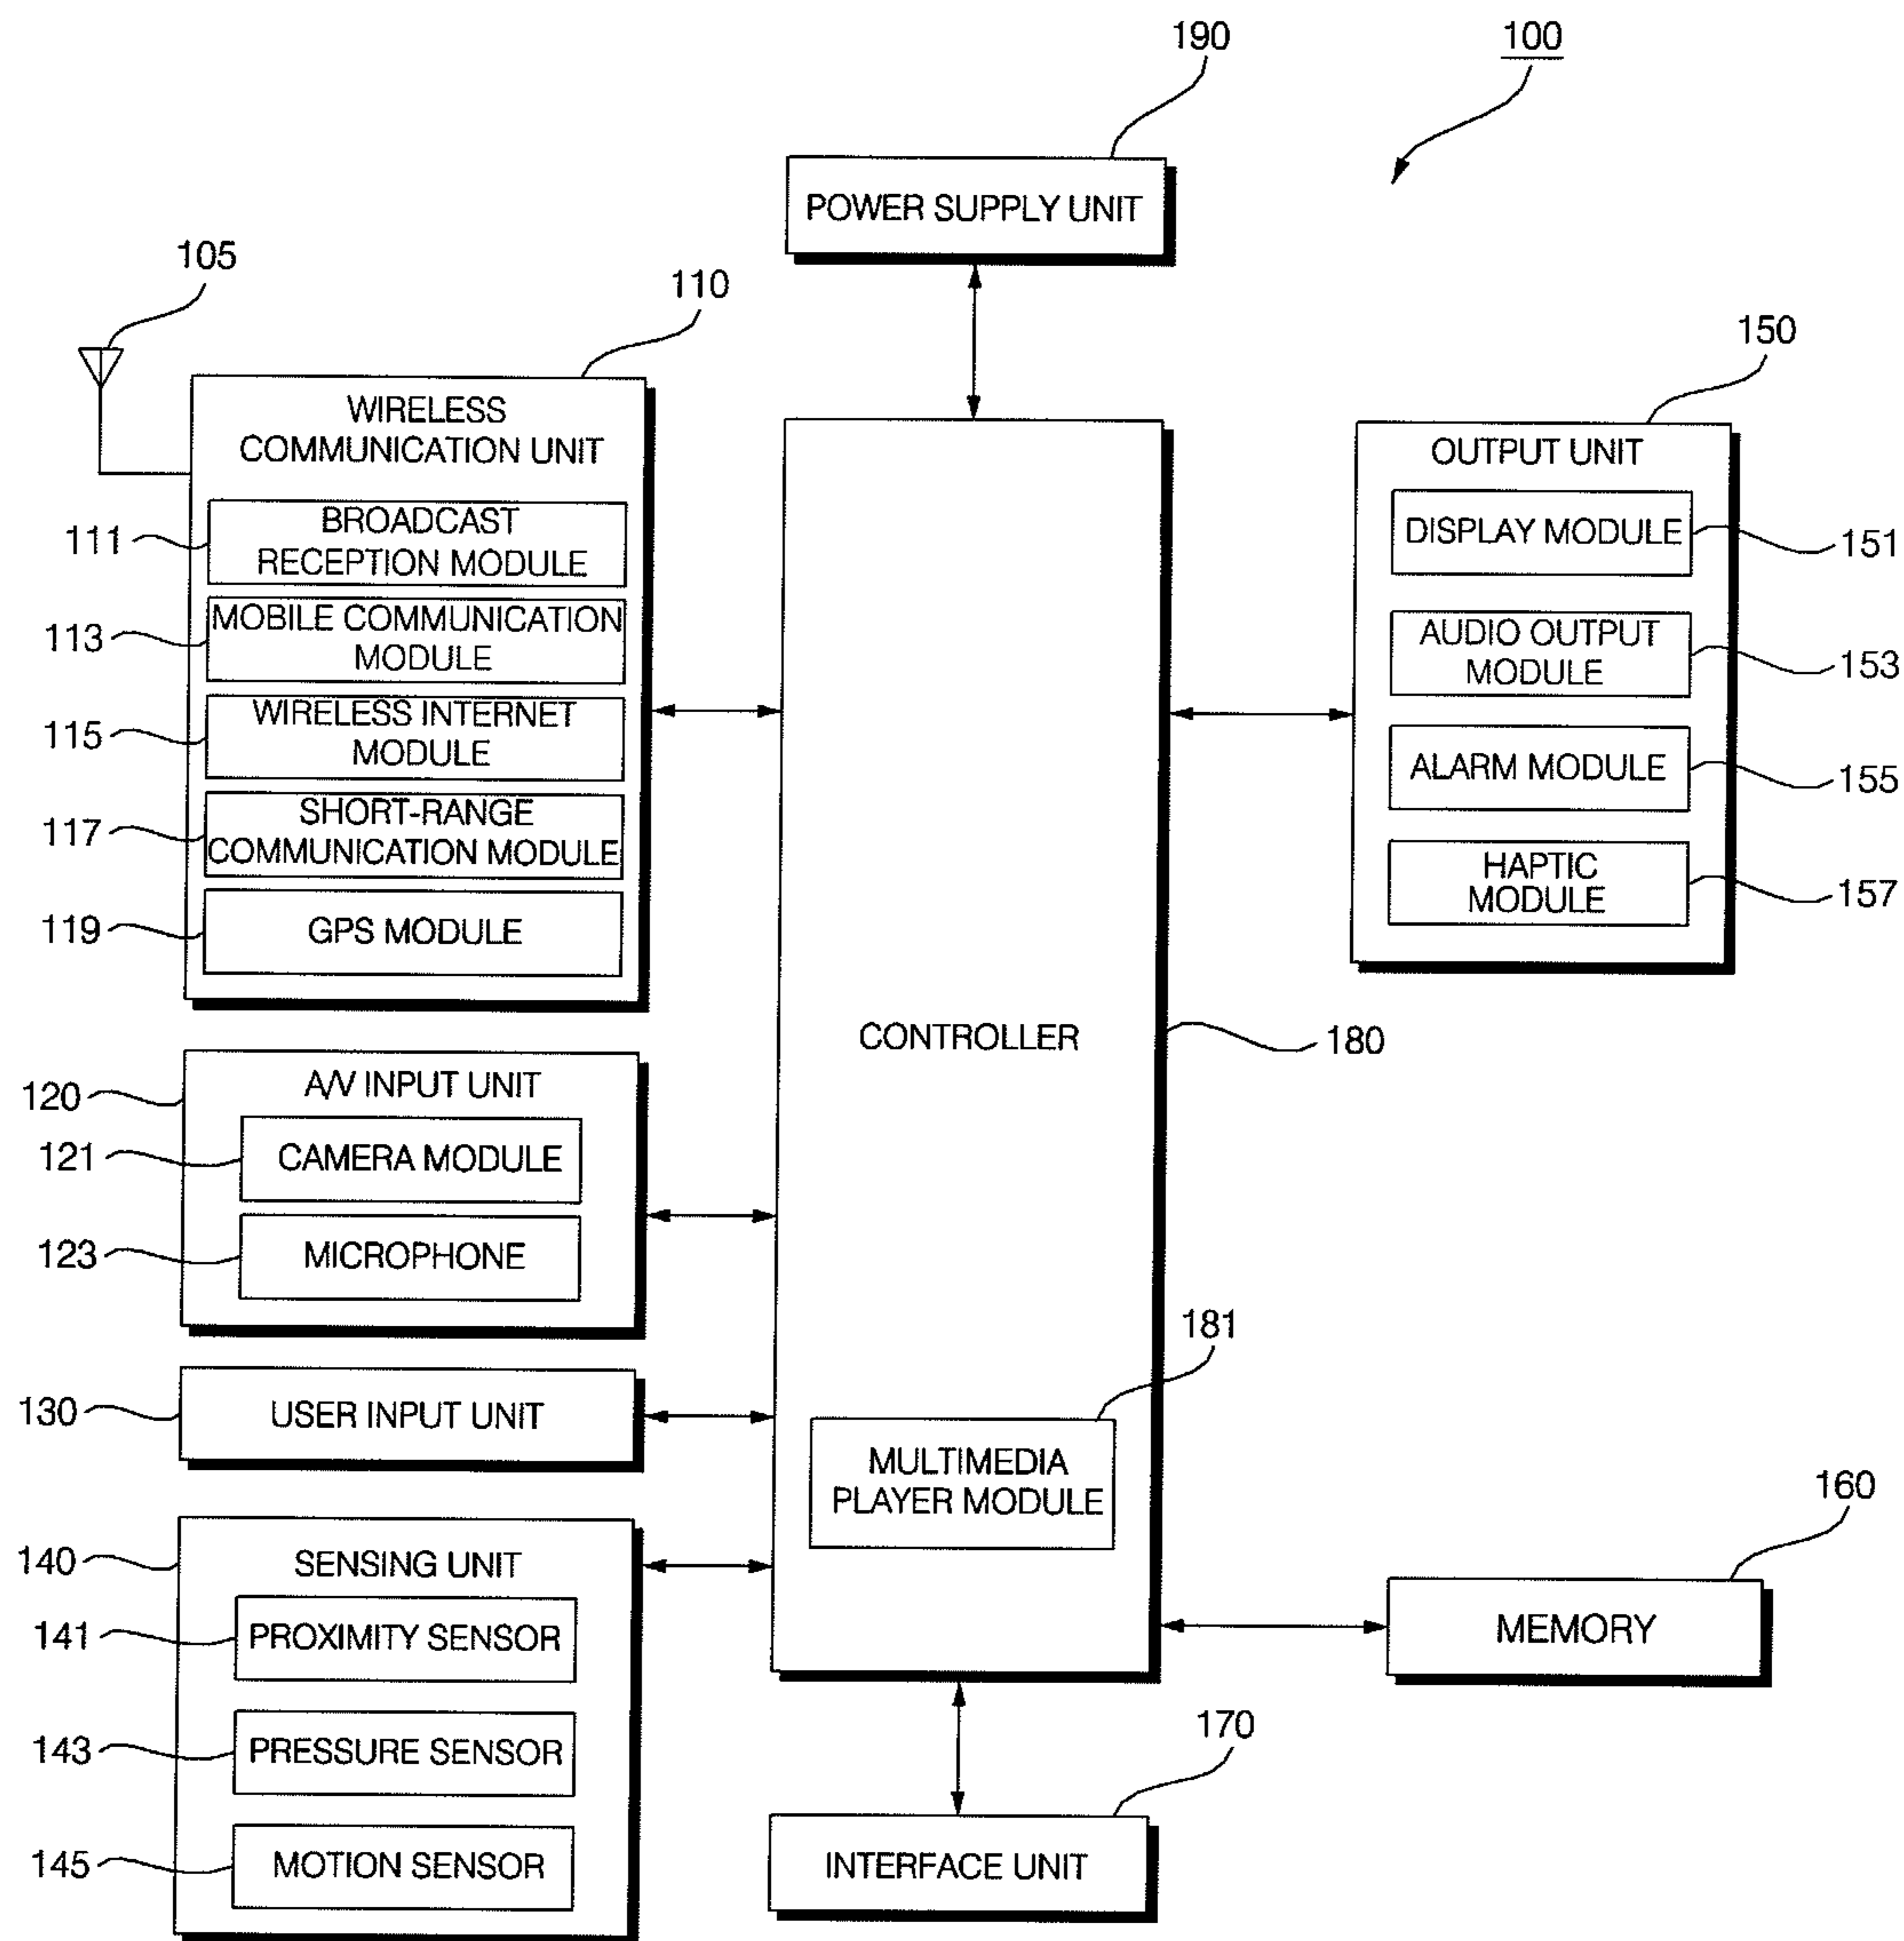 190
100
POWER SUPPLY UNIT
105
110
WIRELESS
COMMUNICATION UNIT
111
BROADCAST
RECEPTION MODULE
113
MOBILE COMMUNICATION
MODULE
115
WIRELESS INTERNET
MODULE
117
SHORT-RANGE
COMMUNICATION MODULE
119
GPS MODULE
120
A/V INPUT UNIT
121
CAMERA MODULE
123
MICROPHONE
130
USER INPUT UNIT
140
SENSING UNIT
141
PROXIMITY SENSOR
143
PRESSURE SENSOR
145
MOTION SENSOR
CONTROLLER
180
181
MULTIMEDIA
PLAYER MODULE
150
OUTPUT UNIT
DISPLAY MODULE
151
AUDIO OUTPUT
MODULE
153
ALARM MODULE
155
HAPTIC
MODULE
157
160
MEMORY
170
INTERFACE UNIT